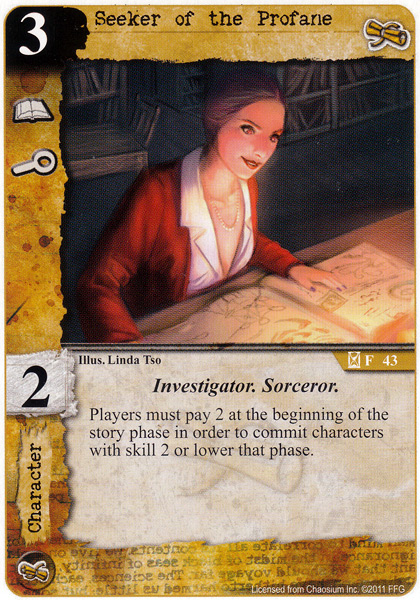 3
Seeker of the Profane
Illus. Linda Tso
F 43
2
Investigator. Sorceror.
Players must pay 2 at the beginning of the
story phase in order to commit characters
with skill 2 or lower that phase.
Character
Licensed from Chaosium Inc. ©2011 FFG